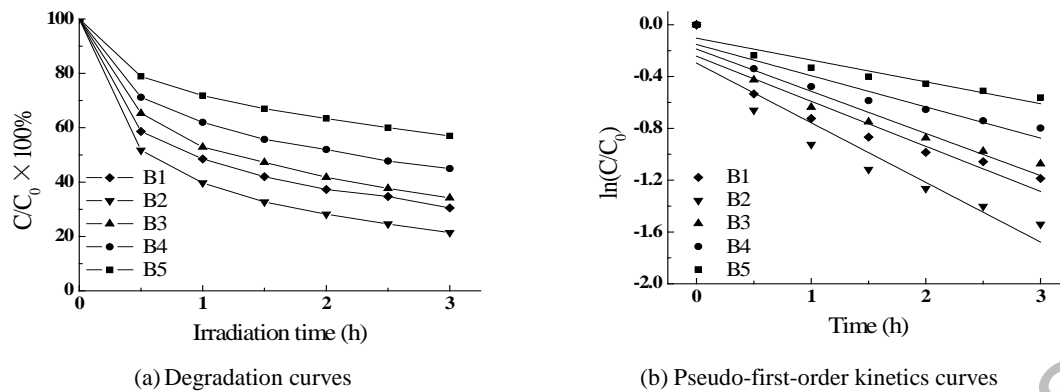 100
80
60
40
20
0
C/C0 ×100%
B1
B2
B3
B4
B5
0 1 2 3
Irradiation time (h)
(a) Degradation curves
0.0
-0.4
-0.8
-1.2
-1.6
-2.0
ln(C/C0)
B1
B2
B3
B4
B5
0 1 2 3
Time (h)
(b) Pseudo-first-order kinetics curves